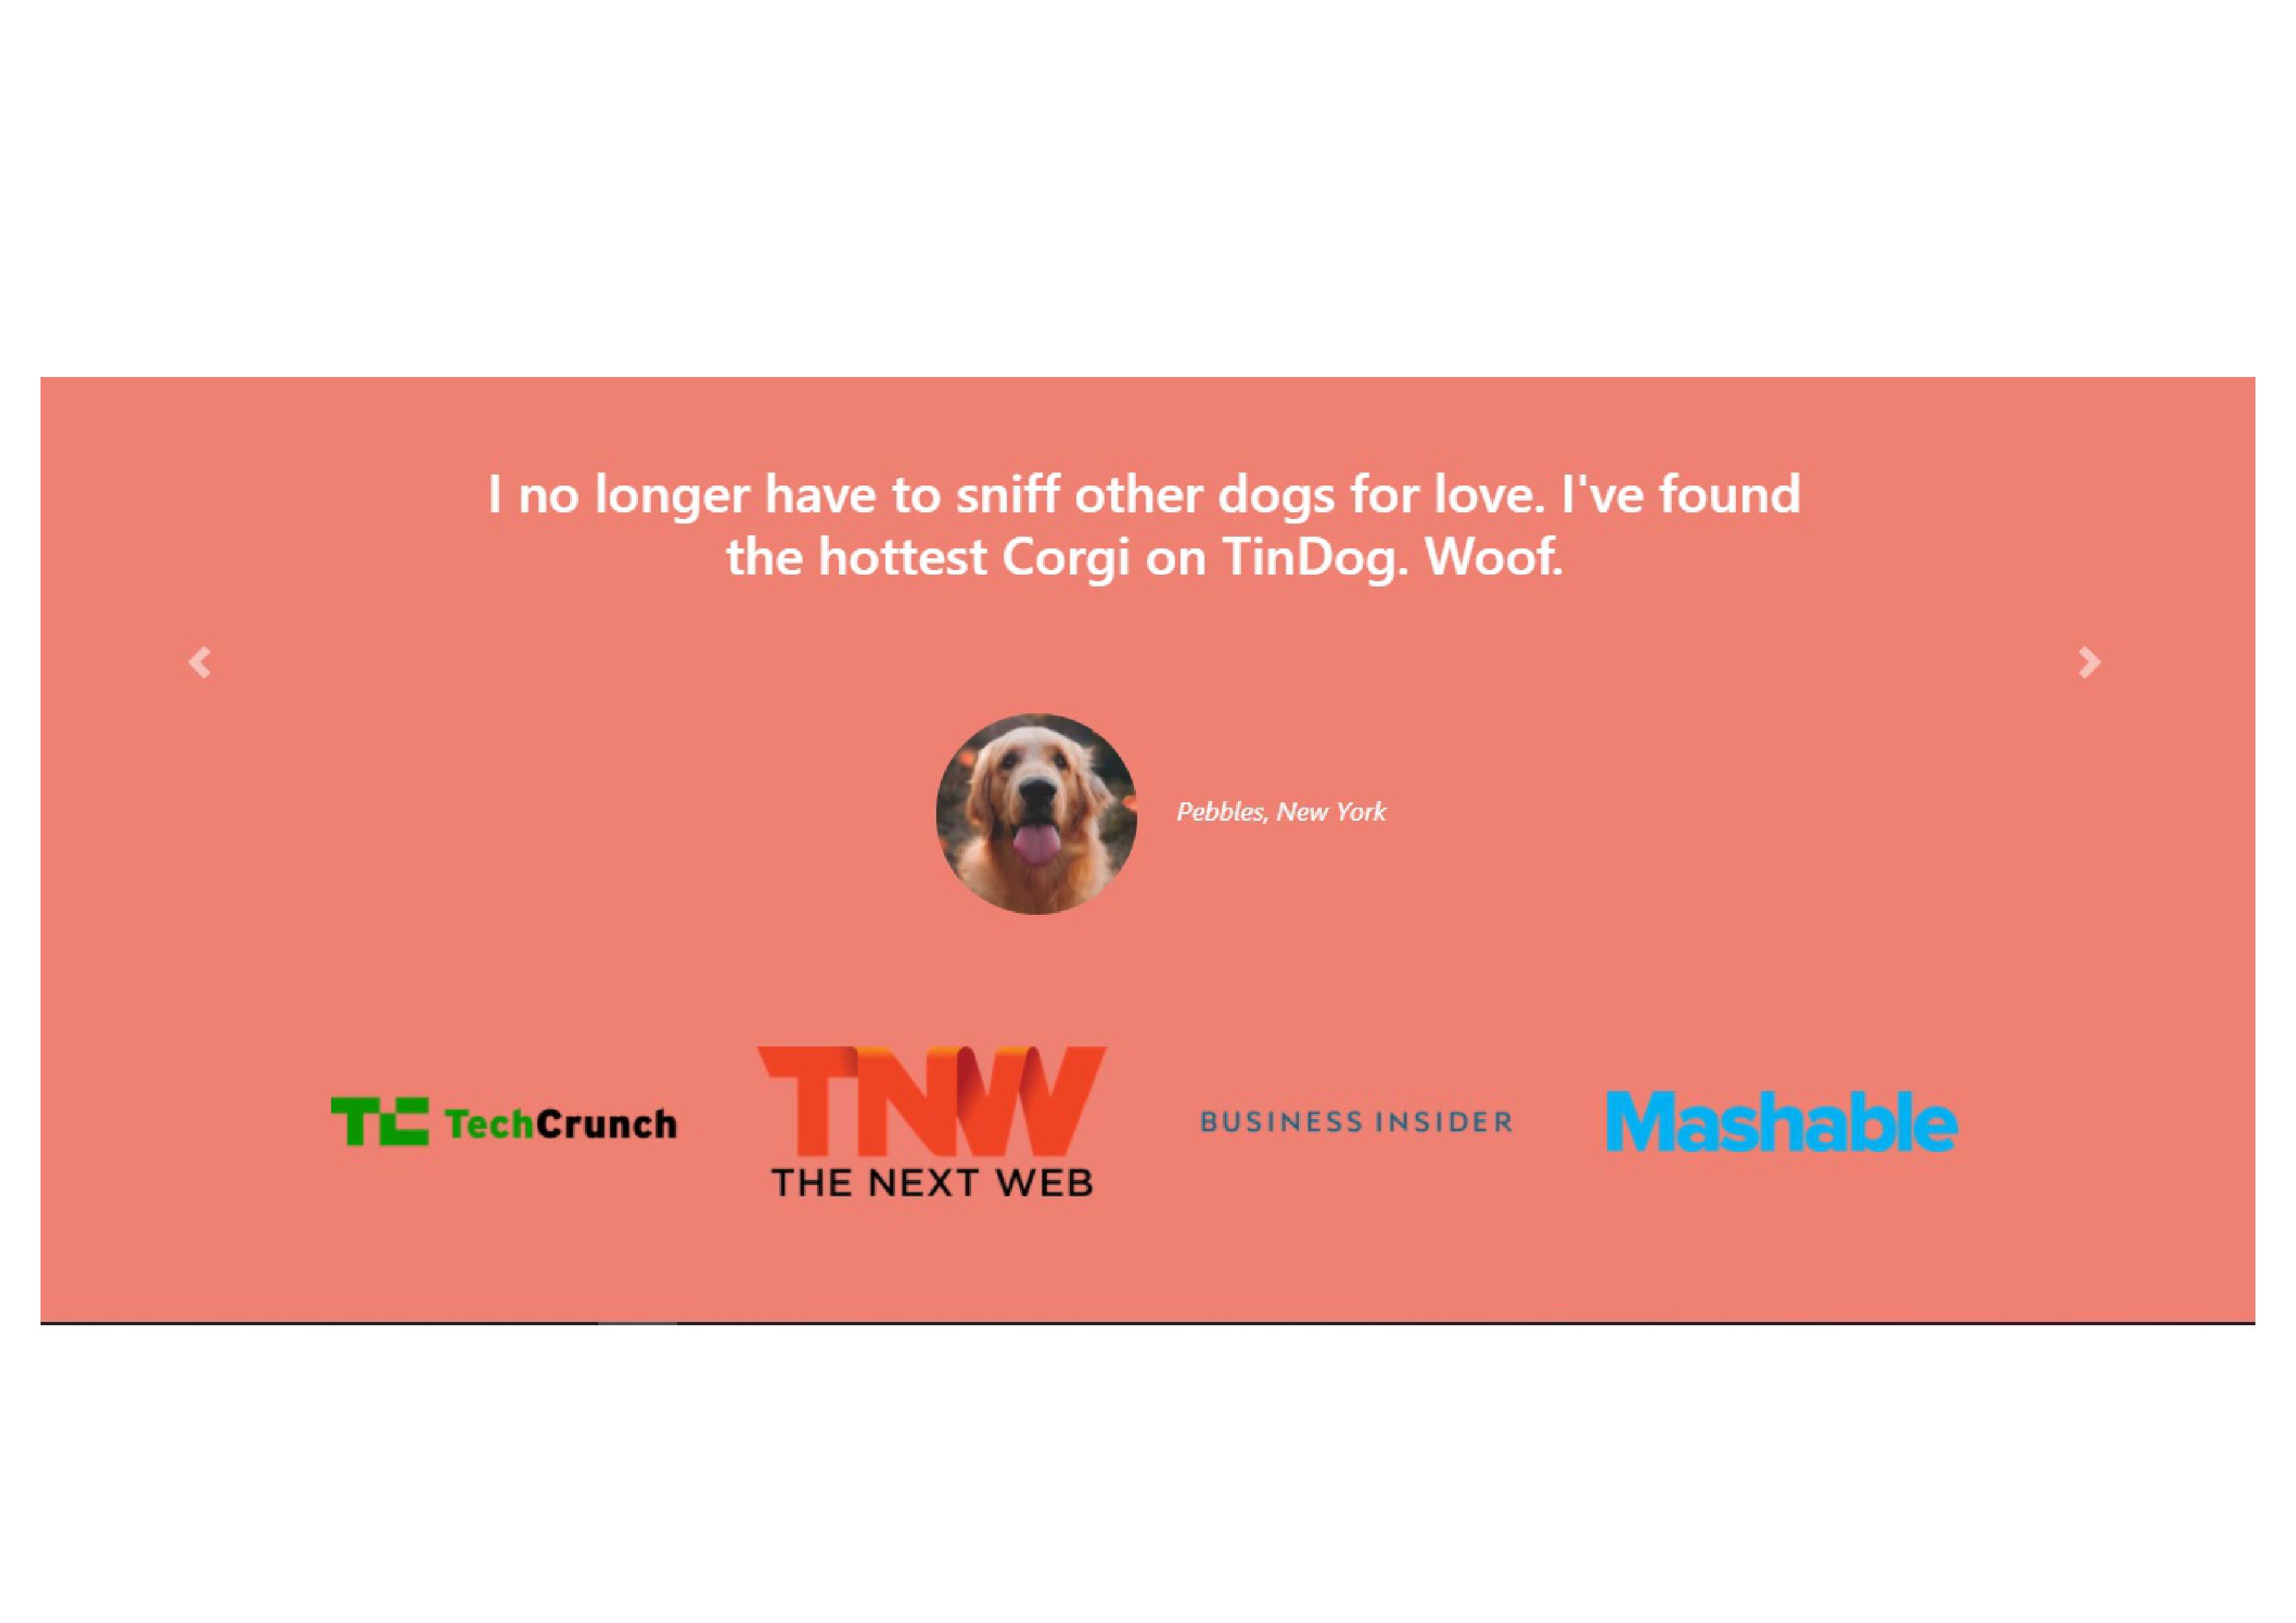 I no longer have to sniff other dogs for love. I've found
the hottest Corgi on TinDog. Woof.
Pebbles, New York
TC TechCrunch
TNW
THE NEXT WEB
BUSINESS INSIDER
Mashable